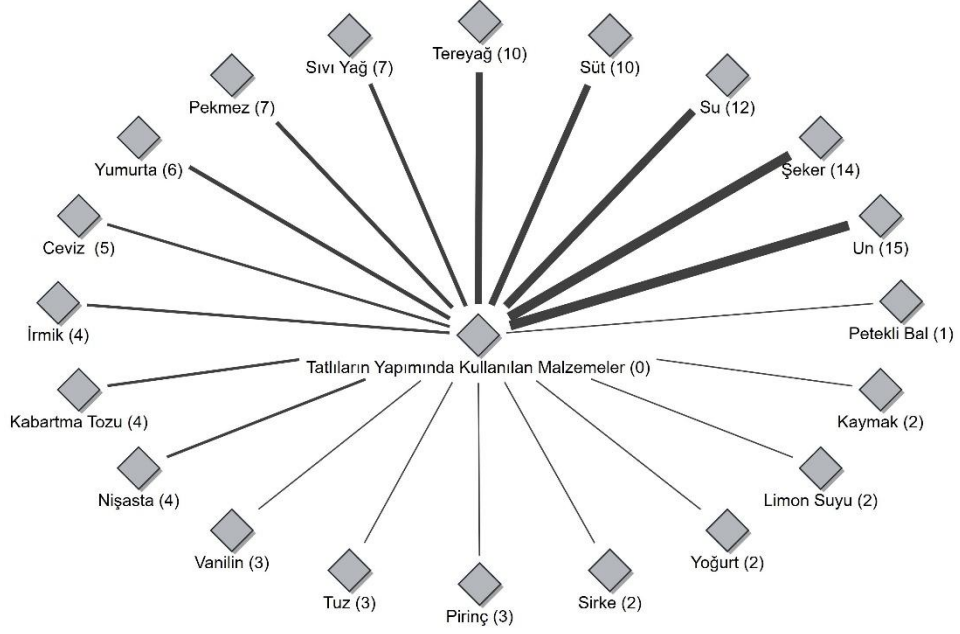 Tereyağ (10)
Sıvı Yağ (7)
Süt (10)
Pekmez (7)
Su (12)
Yumurta (6)
Şeker (14)
Ceviz (5)
Un (15)
İrmik (4)
Petekli Bal (1)
Tatlıların Yapımında Kullanılan Malzemeler (0)
Kabartma Tozu (4)
Kaymak (2)
Nişasta (4)
Limon Suyu (2)
Vanilin (3)
Yoğurt (2)
Tuz (3)
Pirinç (3)
Sirke (2)